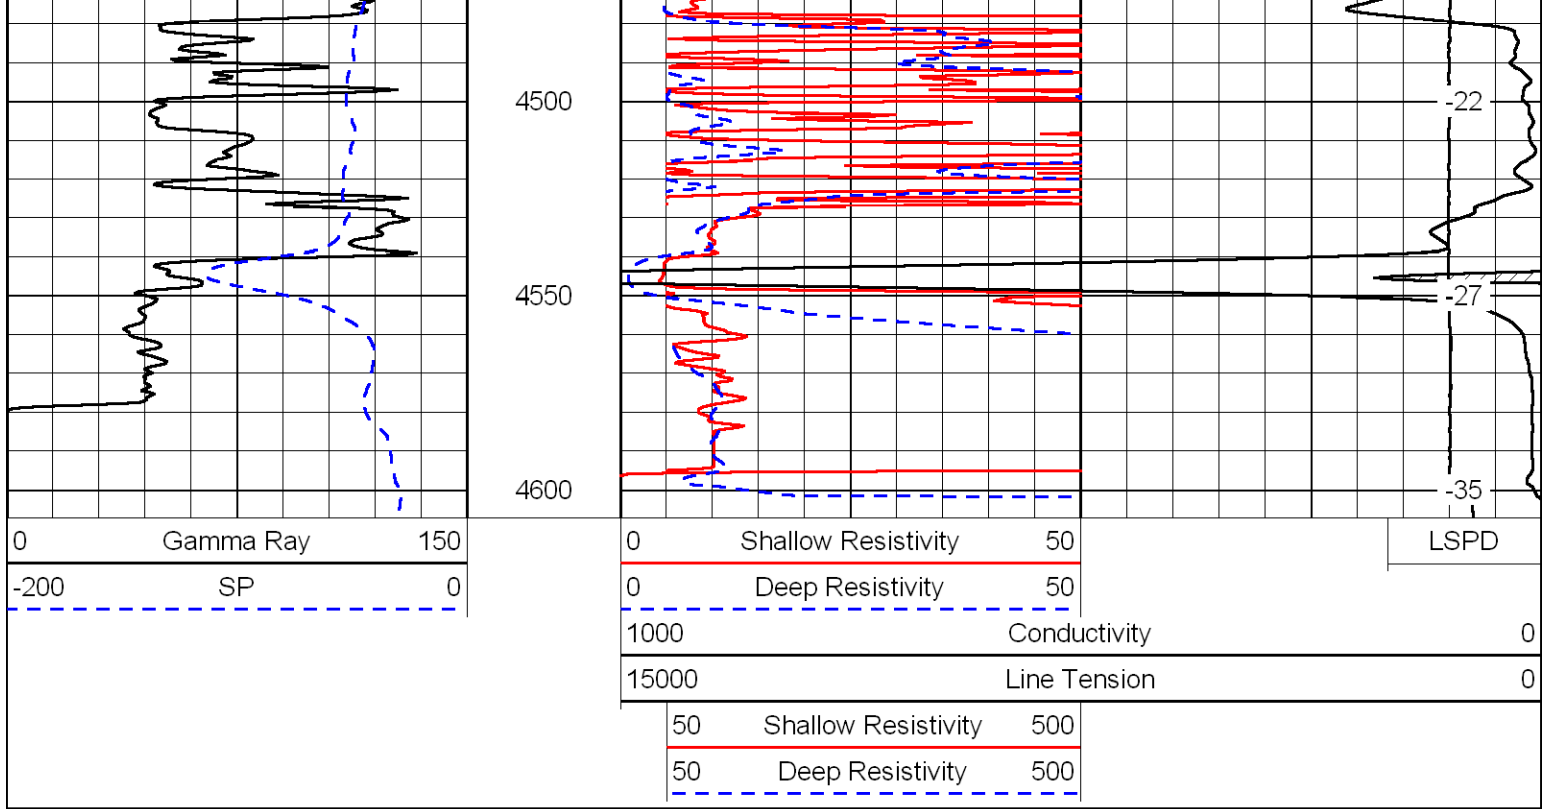 4500
-22
4550
-27
4600
-35
0 Gamma Ray 150
0 Shallow Resistivity 50
LSPD
-200 SP 0
0 Deep Resistivity 50
1000 Conductivity 0
15000 Line Tension 0
50 Shallow Resistivity 500
50 Deep Resistivity 500